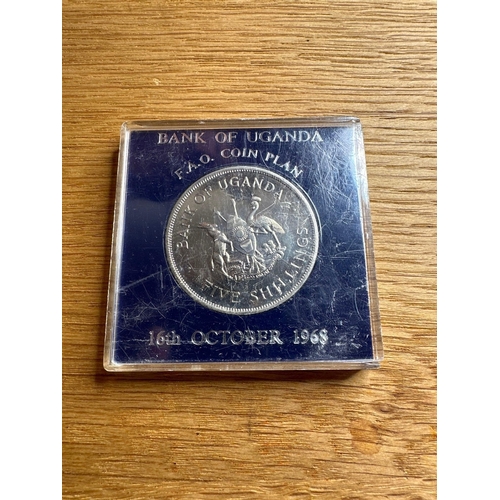 BANK OF UGANDA
F.A.O. COIN PLAN
BANK OF UGANDA
FIVE SHILLINGS
16th OCTOBER 1968